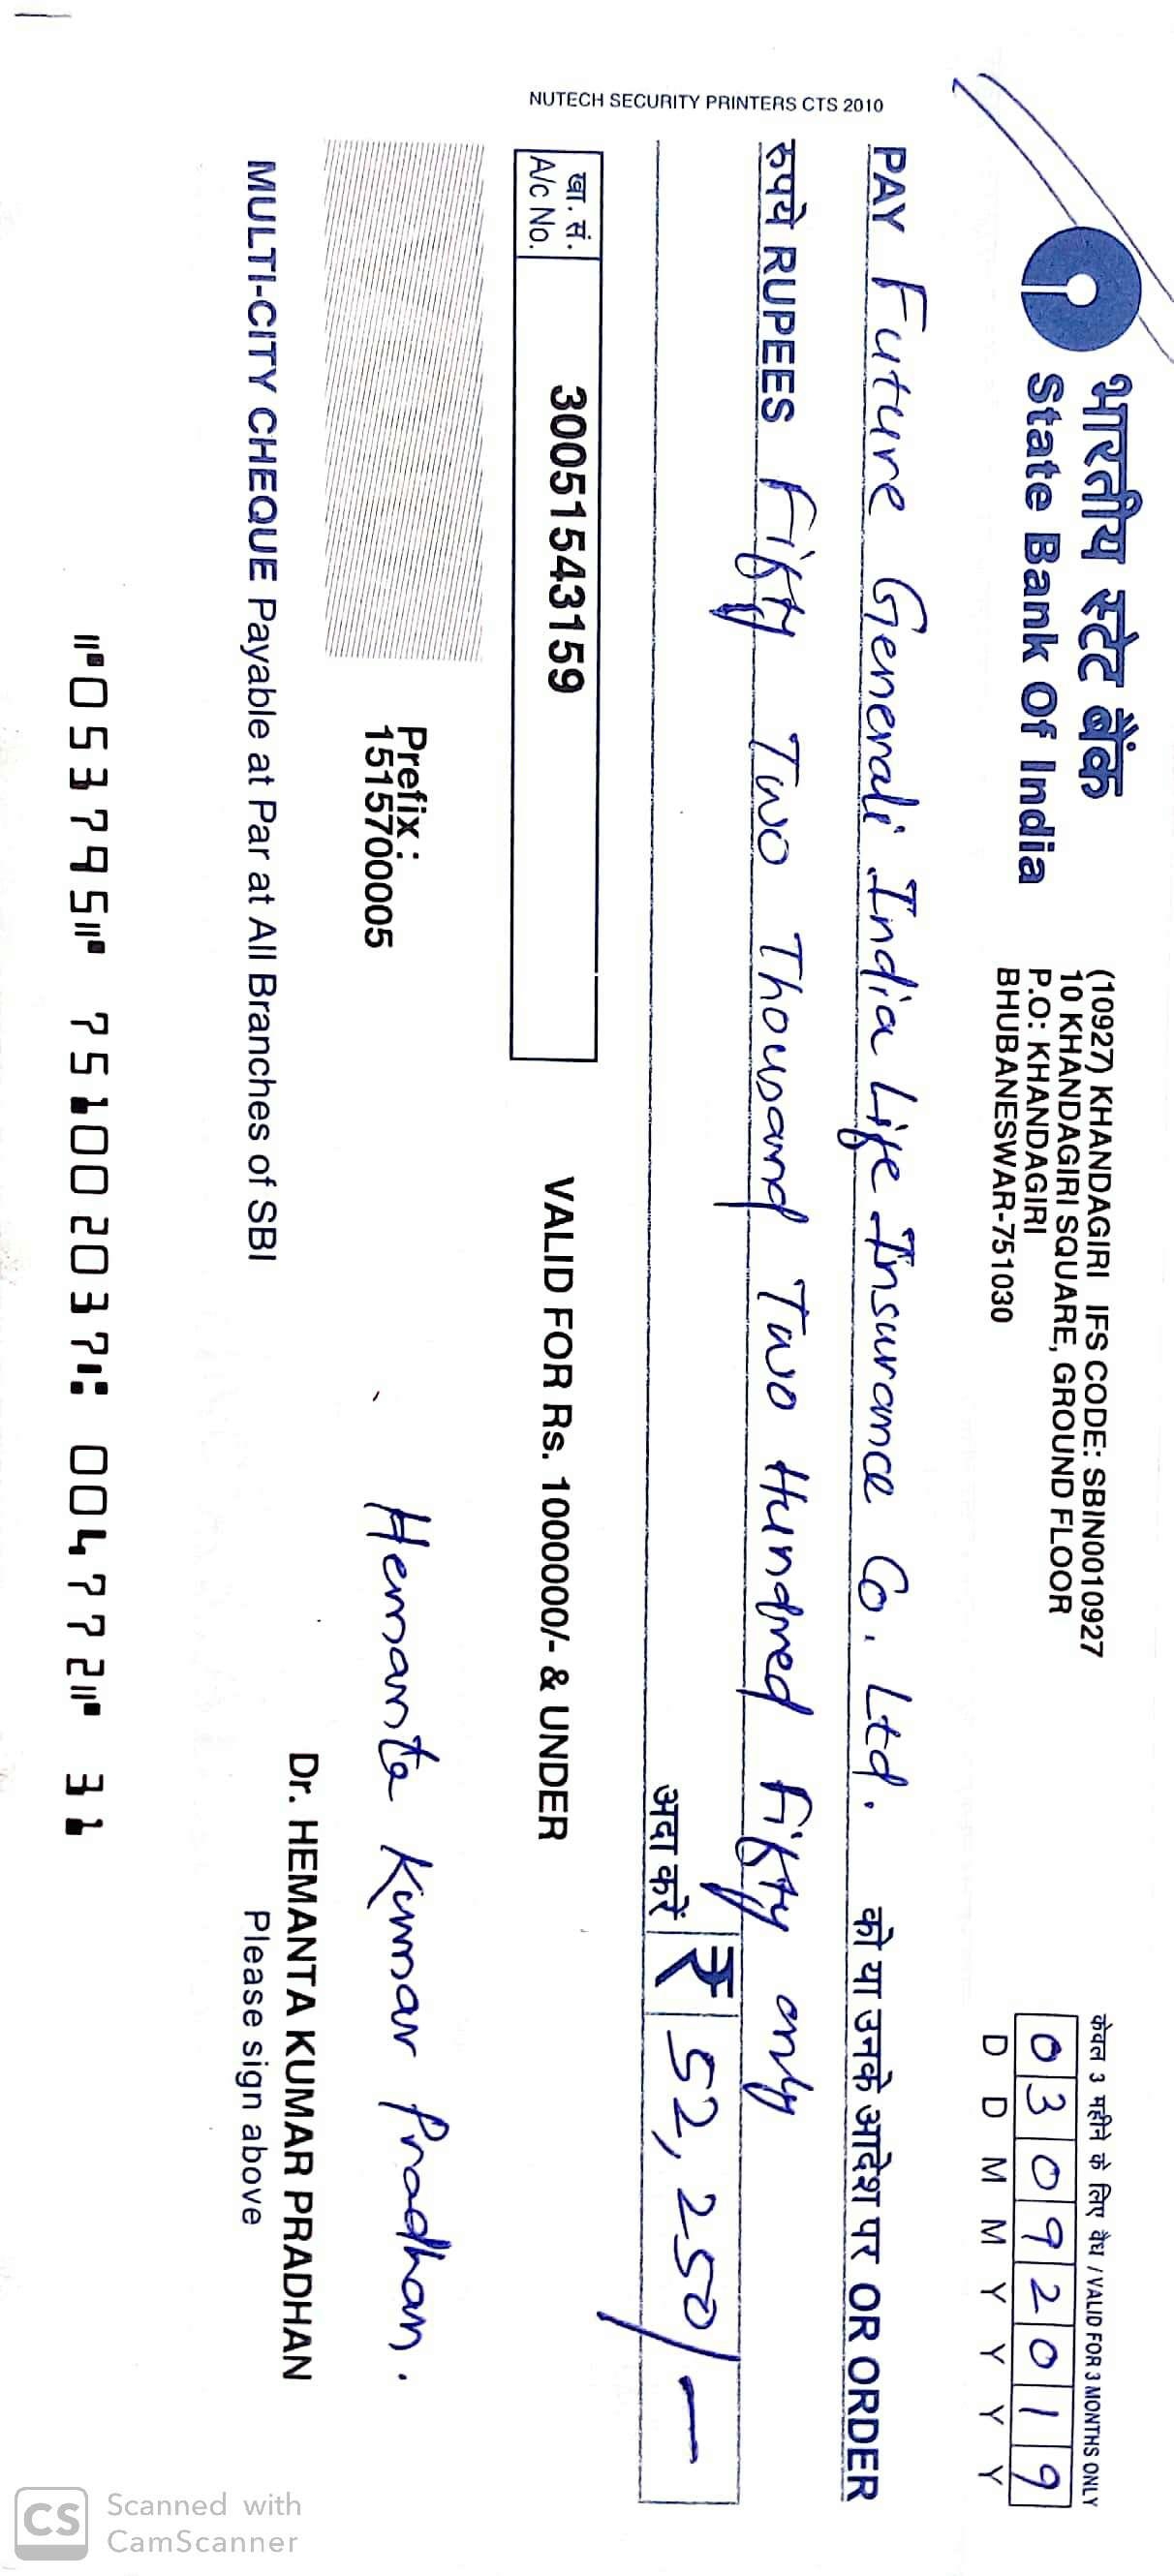 भारतीय स्टेट बैंक
State Bank Of India
(10927) KHANDAGIRI IFS CODE: SBIN0010927
10 KHANDAGIRI SQUARE, GROUND FLOOR
P.O: KHANDAGIRI
BHUBANESWAR-751030
केवल 3 महीने के लिए वैध / VALID FOR 3 MONTHS ONLY
0 3 0 9 2 0 1 9
D D M M Y Y Y Y
PAY Future Generali India Life Insurance Co. Ltd. को या उनके आदेश पर OR ORDER
रुपये RUPEES Fifty Two Thousand Two Hundred Fifty only
अदा करें ₹ 52,250/-
खा. सं.
A/c No. 30051543159
VALID FOR Rs. 1000000/- & UNDER
Prefix :
151570005
Hemanta Kumar Pradhan.
Dr. HEMANTA KUMAR PRADHAN
Please sign above
MULTI-CITY CHEQUE Payable at Par at All Branches of SBI
⑈053795⑈ 751002037⑆ 004772⑈ 31
NUTECH SECURITY PRINTERS CTS 2010
CS Scanned with
CamScanner